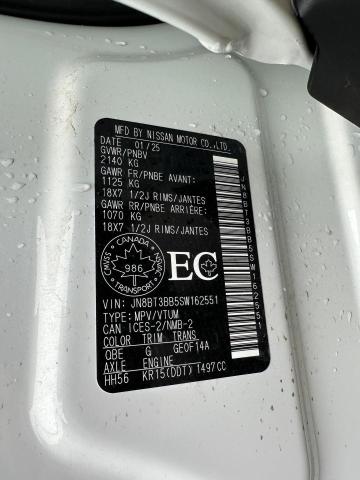 MFD BY NISSAN MOTOR CO.,LTD.
DATE 01/25
GVWR/PNBV
2140 KG
GAWR FR/PNBE AVANT:
1125 KG
18X7 1/2J RIMS/JANTES
GAWR RR/PNBE ARRIÈRE:
1070 KG
18X7 1/2J RIMS/JANTES
CANADA
CMVSS
NSVAC
986
TRANSPORT
EC
VIN: JN8BT3BB5SW162551
TYPE: MPV/VTUM
CAN ICES-2/NMB-2
COLOR TRIM TRANS
QBE G GE0F14A
AXLE ENGINE
HH56 KR15(DDT) 1497CC
JN8BT3BB5SW162551